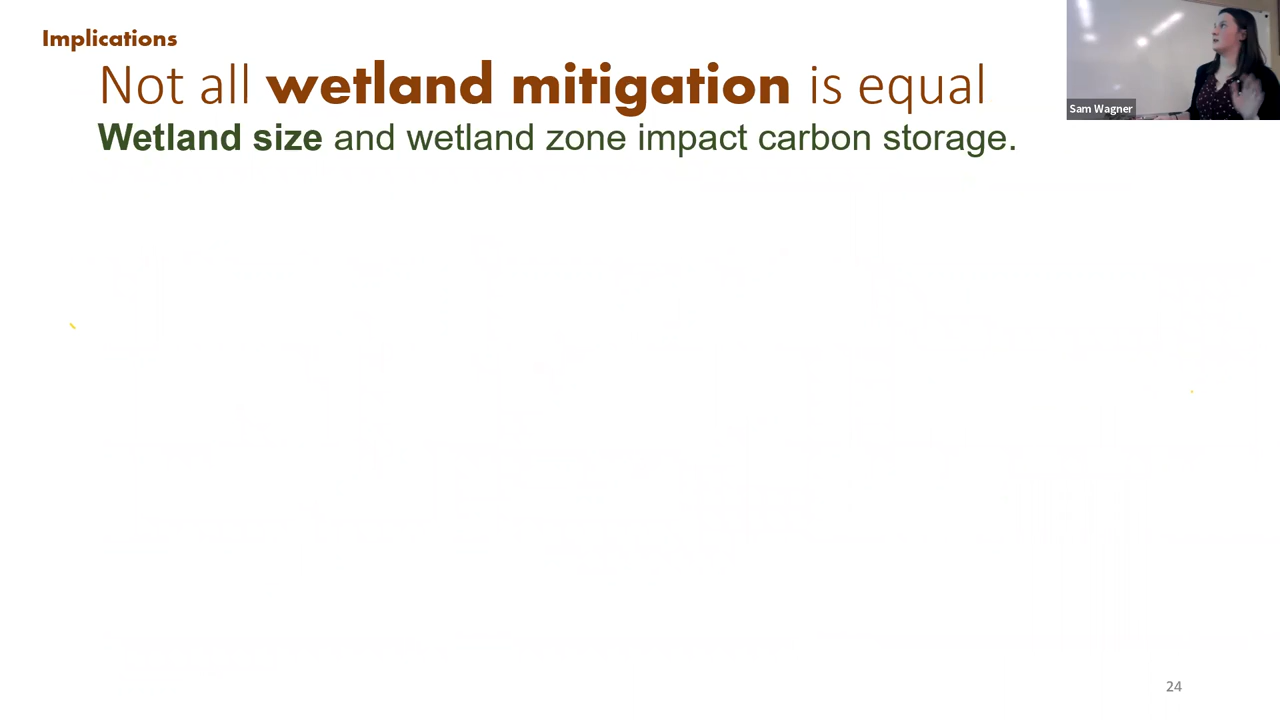 Implications
Not all wetland mitigation is equal
Wetland size and wetland zone impact carbon storage.
Sam Wagner
24